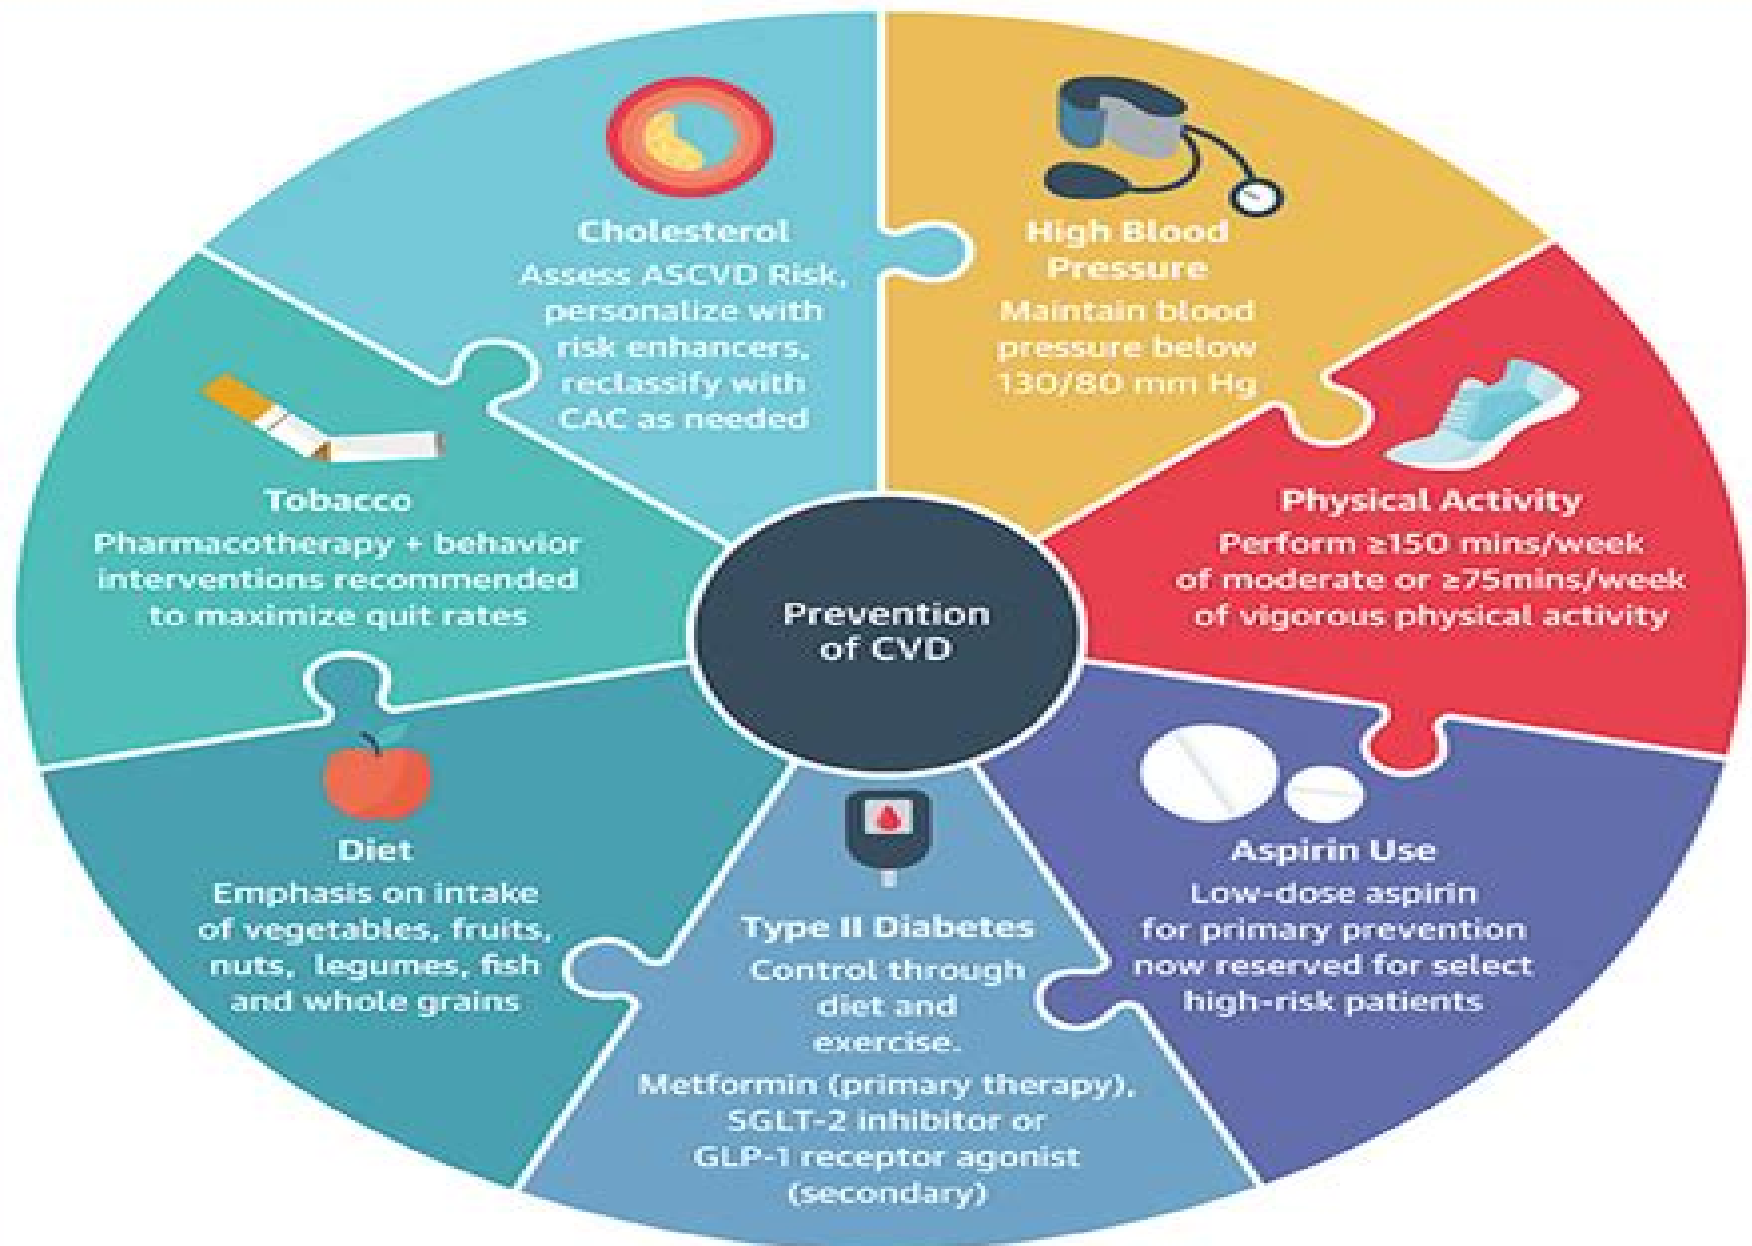 Cholesterol
Assess ASCVD Risk,
personalize with
risk enhancers,
reclassify with
CAC as needed
High Blood
Pressure
Maintain blood
pressure below
130/80 mm Hg
Tobacco
Pharmacotherapy + behavior
interventions recommended
to maximize quit rates
Physical Activity
Perform ≥150 mins/week
of moderate or ≥75mins/week
of vigorous physical activity
Prevention
of CVD
Diet
Emphasis on intake
of vegetables, fruits,
nuts, legumes, fish
and whole grains
Type II Diabetes
Control through
diet and
exercise.
Metformin (primary therapy),
SGLT-2 inhibitor or
GLP-1 receptor agonist
(secondary)
Aspirin Use
Low-dose aspirin
for primary prevention
now reserved for select
high-risk patients